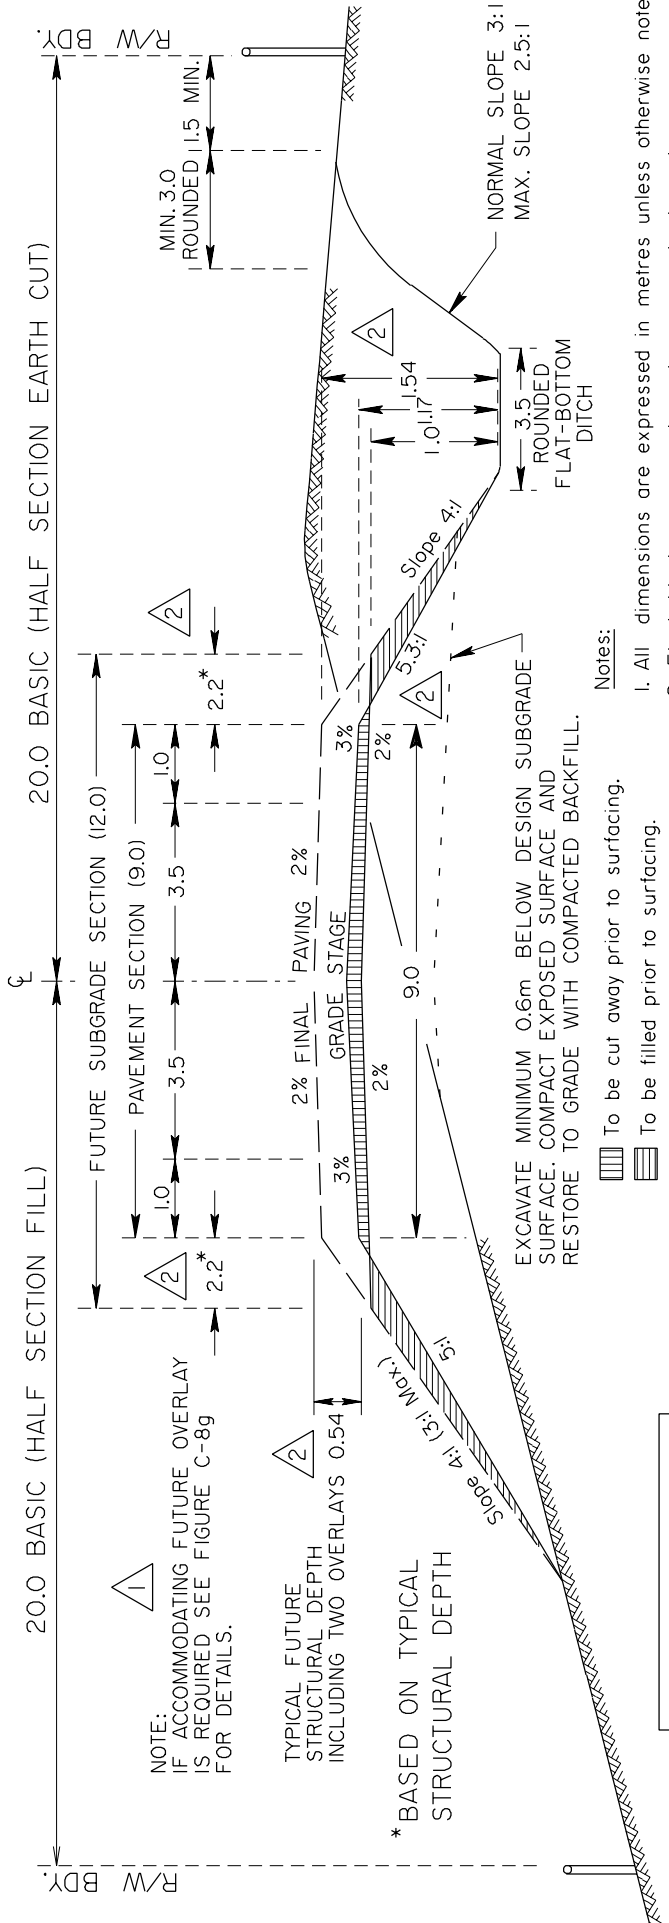 20.0 BASIC (HALF SECTION FILL)
20.0 BASIC (HALF SECTION EARTH CUT)
R/W BDY.
R/W BDY.
℄
FUTURE SUBGRADE SECTION (12.0)
PAVEMENT SECTION (9.0)
2.2*
1.0
3.5
3.5
1.0
2.2*
2
2
MIN. 3.0
ROUNDED
1.5 MIN.
1
NOTE:
IF ACCOMMODATING FUTURE OVERLAY
IS REQUIRED SEE FIGURE C-8g
FOR DETAILS.
TYPICAL FUTURE
STRUCTURAL DEPTH
INCLUDING TWO OVERLAYS 0.54
2
*BASED ON TYPICAL
STRUCTURAL DEPTH
2% FINAL PAVING 2%
GRADE STAGE
3%
2%
3%
2%
9.0
Slope 4:1 (3:1 Max.)
5:1
Slope 4:1
5.3:1
2
2
1.0
1.17
1.54
3.5
ROUNDED
FLAT-BOTTOM
DITCH
NORMAL SLOPE 3:1
MAX. SLOPE 2.5:1
EXCAVATE MINIMUM 0.6m BELOW DESIGN SUBGRADE
SURFACE. COMPACT EXPOSED SURFACE AND
RESTORE TO GRADE WITH COMPACTED BACKFILL.
To be cut away prior to surfacing.
To be filled prior to surfacing.
Notes:
1. All dimensions are expressed in metres unless otherwise note